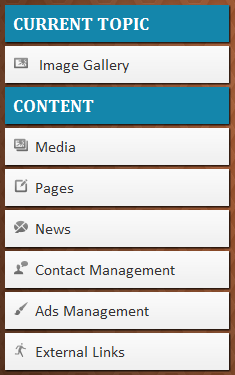 CURRENT TOPIC
Image Gallery
CONTENT
Media
Pages
News
Contact Management
Ads Management
External Links